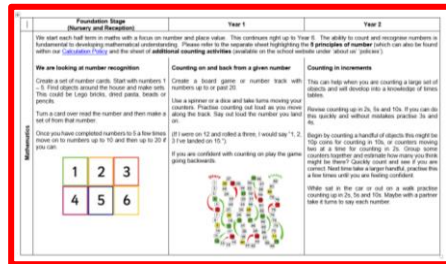 Foundation Stage
(Nursery and Reception)
Year 1
Year 2
We start each half term in maths with a focus on number and place value. This continues right up to Year 6. The ability to count and recognise numbers is
fundamental to developing mathematical understanding. Please refer to the separate sheet highlighting the 5 principles of number (which can also be found
within our Calculation Policy and the sheet of additional counting activities (available on the school website under 'about us' 'policies').
Mathematics
We are looking at number recognition
Create a set of number cards. Start with numbers 1
– 5. Find objects around the house and make sets.
This could be Lego bricks, dried pasta, beads or
pencils.
Turn a card over read the number and then make a
set of from that number.
Once you have completed numbers to 5 a few times
move on to numbers up to 10 and then up to 20 if
you can.
1 2 3
4 5 6
Counting on and back from a given number
Create a board game or number track with
numbers up to or past 20.
Use a spinner or a dice and take turns moving your
counters. Practise counting out loud as you move
along the track. Say out loud the number you land
on.
(If I were on 12 and rolled a three, I would say "1, 2,
3 I've landed on 15.")
If you are confident with counting on play the game
going backwards.
Counting in increments
This can help when you are counting a large set of
objects and will develop into a knowledge of times
tables.
Revise counting up in 2s, 5s and 10s. If you can do
this quickly and without mistakes practise 3s and
4s.
Begin by counting a handful of objects this might be
10p coins for counting in 10s, or counters moving
two at a time for counting in 2s. Group some
counters together and estimate how many you think
might be there? Quickly count and see if you are
correct. Next time take a larger handful, practise this
a few times until you are feeling confident.
While sat in the car or out on a walk practise
counting up in 2s, 5s and 10s. Maybe with a partner
take it turns to say each number.